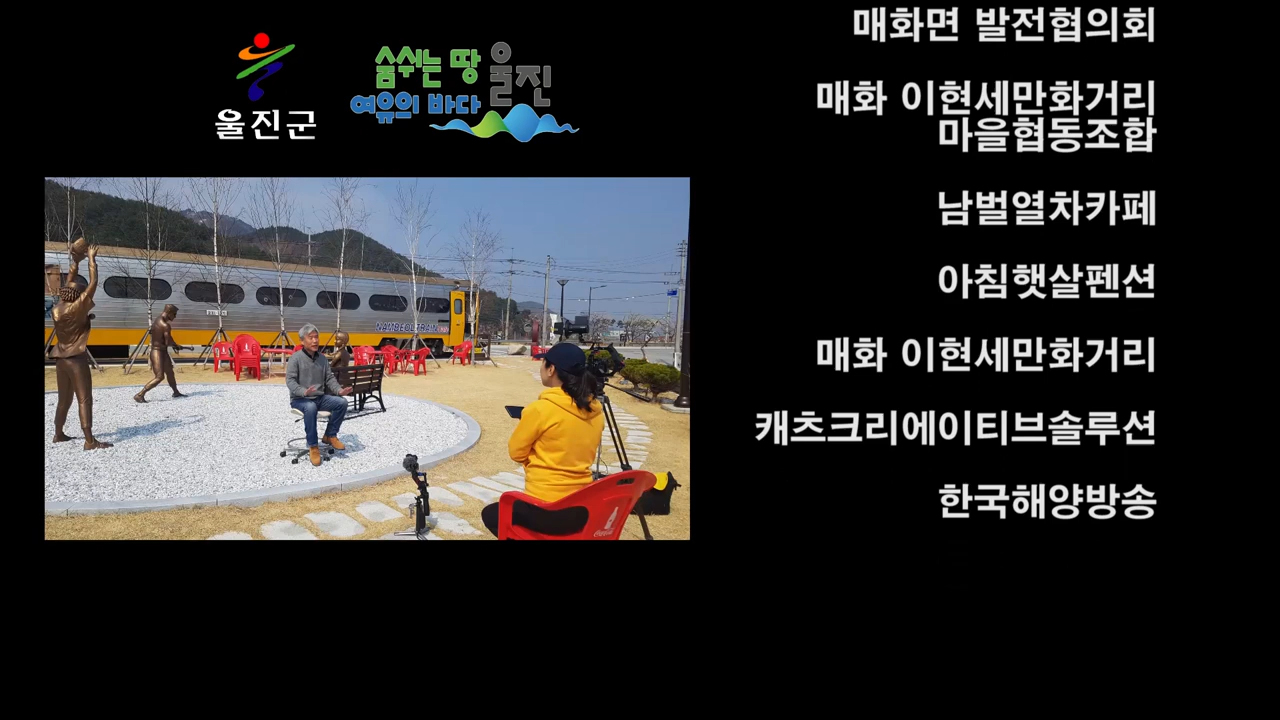 울진군
숨쉬는 땅
여유의 바다
울진
NAMBEOL TRAIN
매화면 발전협의회
매화 이현세만화거리
마을협동조합
남벌열차카페
아침햇살펜션
매화 이현세만화거리
캐츠크리에이티브솔루션
한국해양방송